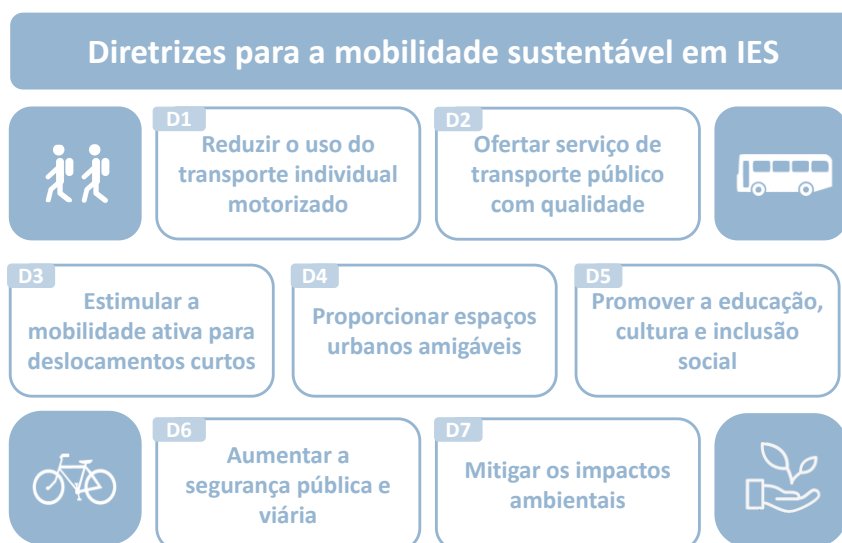 Diretrizes para a mobilidade sustentável em IES
D1
Reduzir o uso do
transporte individual
motorizado
D2
Ofertar serviço de
transporte público
com qualidade
D3
Estimular a
mobilidade ativa para
deslocamentos curtos
D4
Proporcionar espaços
urbanos amigáveis
D5
Promover a educação,
cultura e inclusão
social
D6
Aumentar a
segurança pública e
viária
D7
Mitigar os impactos
ambientais